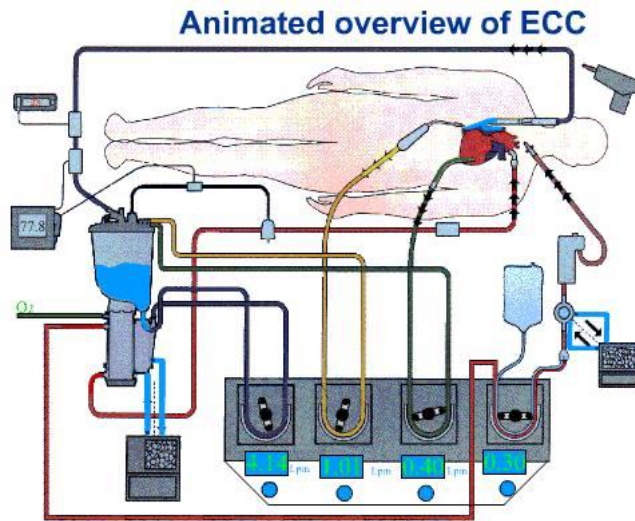 Animated overview of ECC
77.8
O₂
4.14 Lpm
1.01 Lpm
0.40 Lpm
0.30